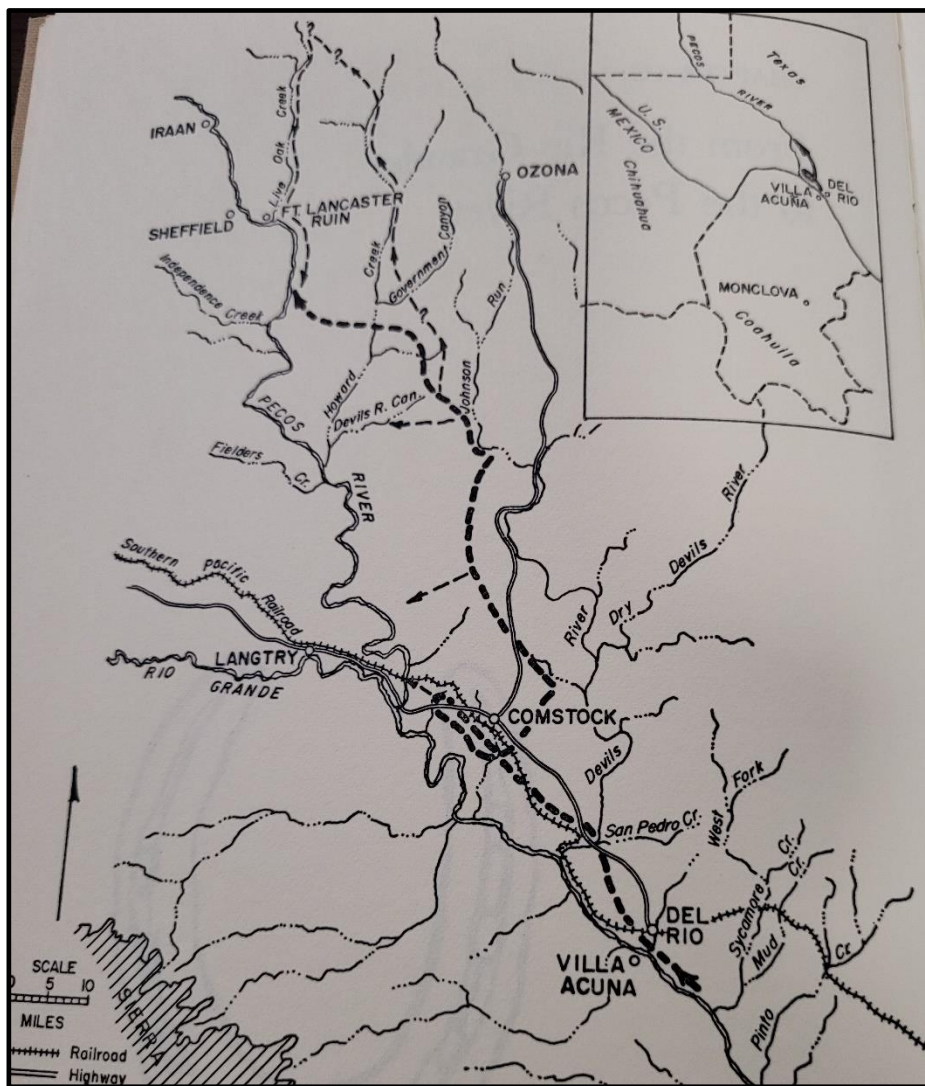 IRAAN
Live Oak Creek
?
OZONA
SHEFFIELD
FT. LANCASTER
RUIN
Independence
Creek
Creek
Government Canyon
?
Run
Johnson
Howard
Devils R. Can.
PECOS
RIVER
Fielders
Cr.
Southern Pacific Railroad
LANGTRY
RIO
GRANDE
COMSTOCK
River
Dry Devils River
Devils
San Pedro Cr.
West
Fork
Sycamore Cr.
Mud Cr.
DEL
RIO
VILLA
ACUNA
Pinto
Cr.
PECOS
RIVER
Texas
U.S.
MEXICO
Chihuahua
VILLA
ACUÑA
DEL
RIO
MONCLOVA
Coahuila
SCALE
0 5 10
MILES
SIERRA
Railroad
Highway